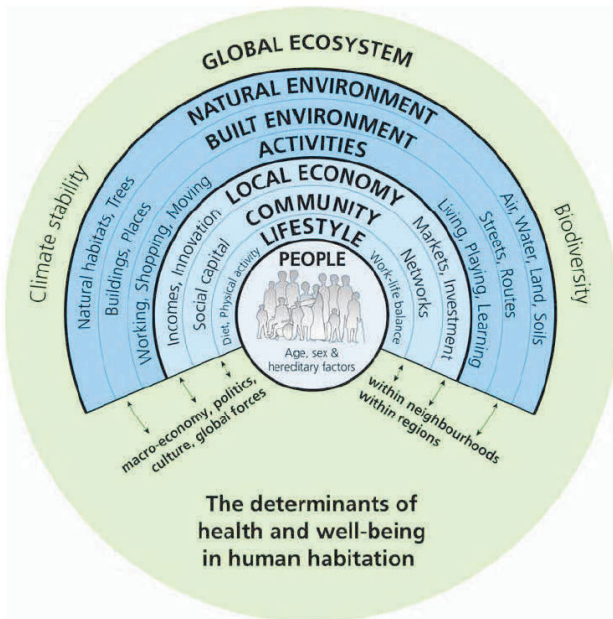 GLOBAL ECOSYSTEM
NATURAL ENVIRONMENT
BUILT ENVIRONMENT
ACTIVITIES
LOCAL ECONOMY
COMMUNITY
LIFESTYLE
PEOPLE
Age, sex &
hereditary factors
Climate stability
Natural habitats, Trees
Buildings, Places
Working, Shopping, Moving
Incomes, Innovation
Social capital
Diet, Physical activity
Work-life balance
Networks
Markets, Investment
Living, Playing, Learning
Streets, Routes
Air, Water, Land, Soils
Biodiversity
macro-economy, politics,
culture, global forces
within neighbourhoods
within regions
The determinants of
health and well-being
in human habitation